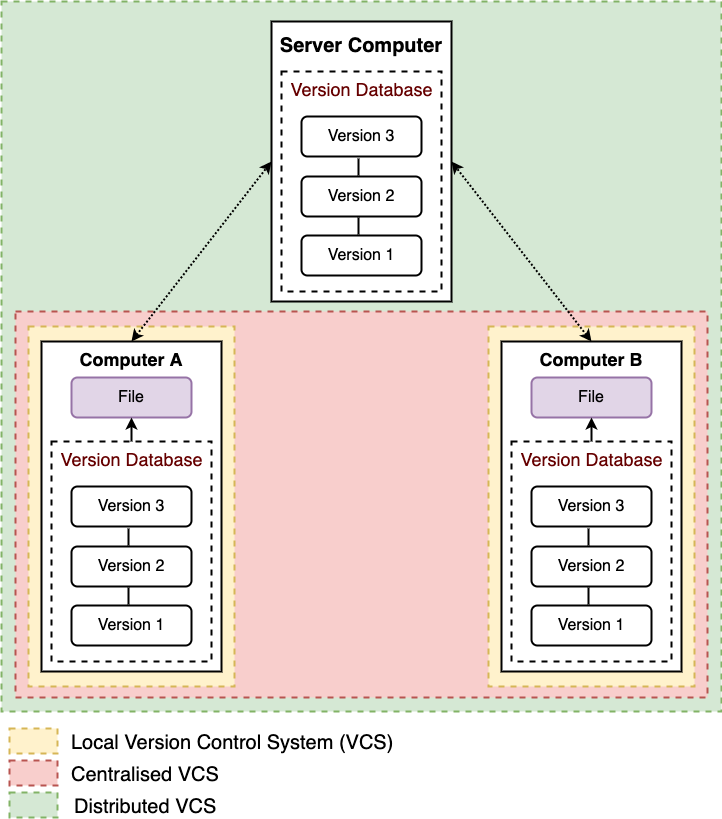 Server Computer
Version Database
Version 3
Version 2
Version 1
Computer A
File
Version Database
Version 3
Version 2
Version 1
Computer B
File
Version Database
Version 3
Version 2
Version 1
Local Version Control System (VCS)
Centralised VCS
Distributed VCS